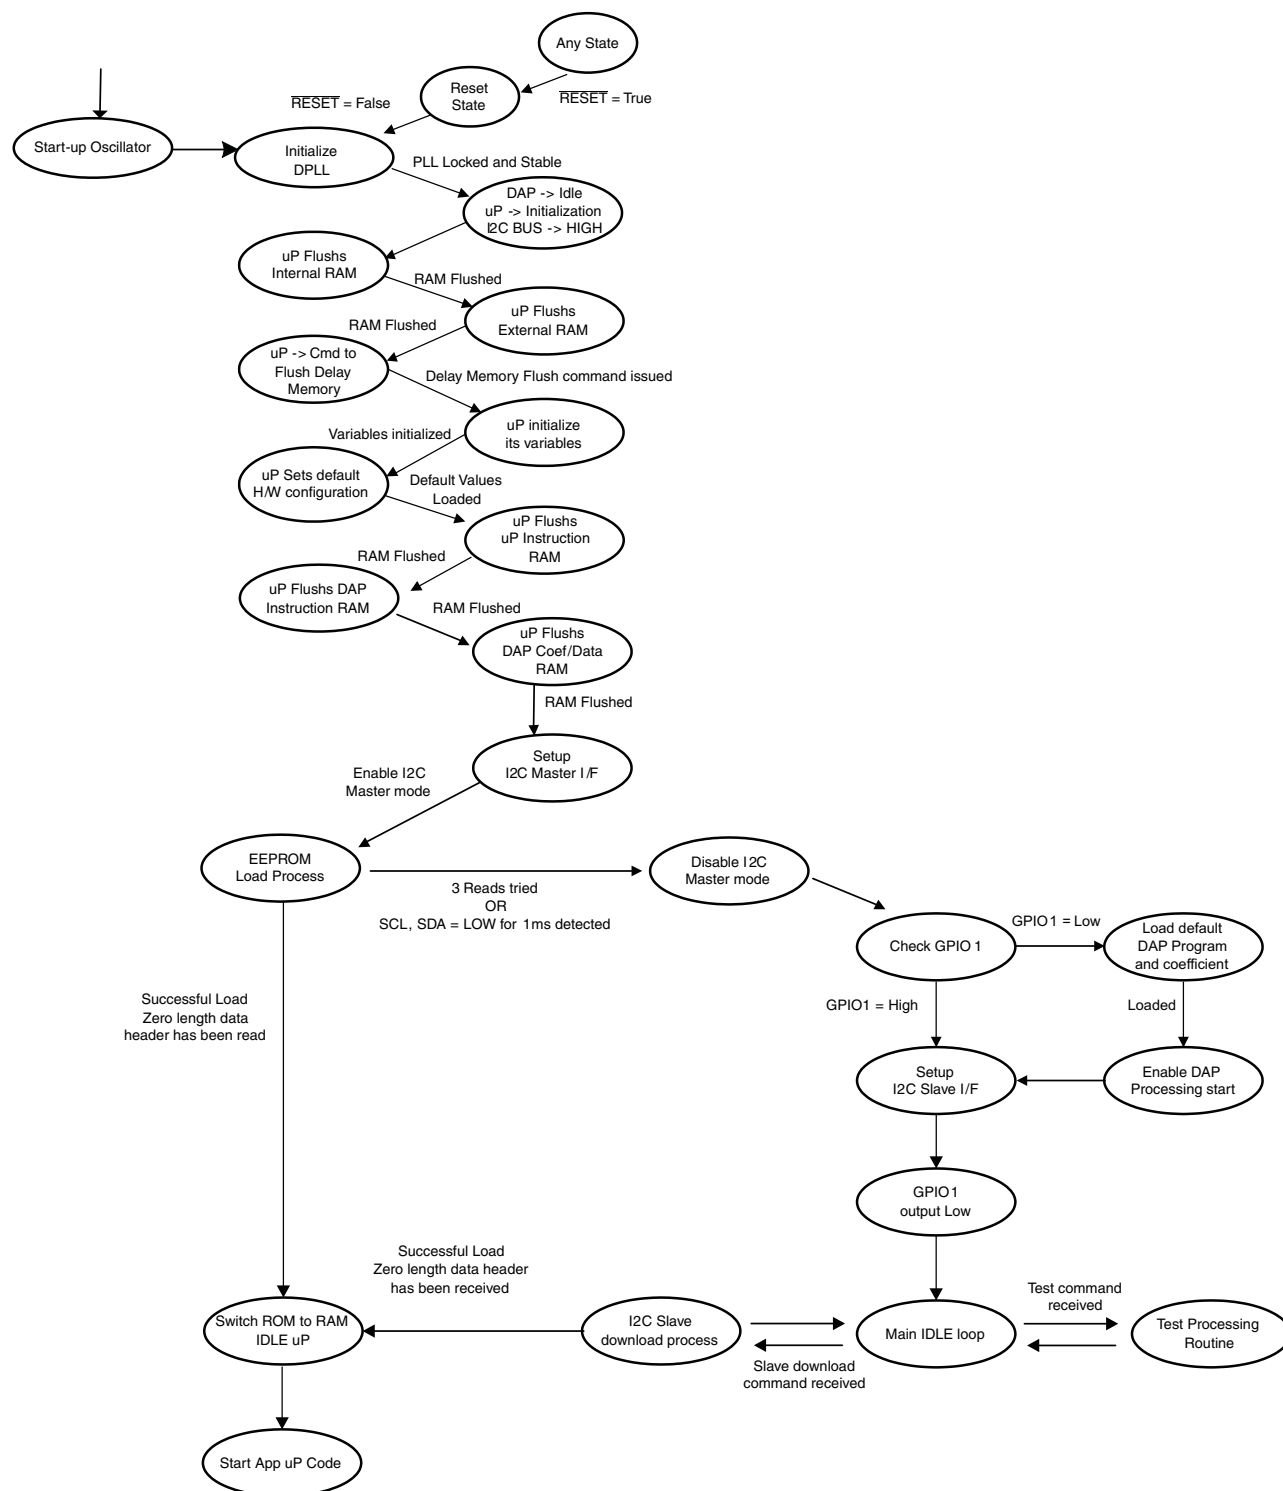 Any State
Reset
State
RESET = False
RESET = True
Start-up Oscillator
Initialize
DPLL
PLL Locked and Stable
DAP -> Idle
uP -> Initialization
I2C BUS -> HIGH
uP Flushs
Internal RAM
RAM Flushed
uP Flushs
External RAM
RAM Flushed
uP -> Cmd to
Flush Delay
Memory
Delay Memory Flush command issued
uP initialize
its variables
Variables initialized
uP Sets default
H/W configuration
Default Values
Loaded
uP Flushs
uP Instruction
RAM
RAM Flushed
uP Flushs DAP
Instruction RAM
RAM Flushed
uP Flushs
DAP Coef/Data
RAM
RAM Flushed
Setup
I2C Master I/F
Enable I2C
Master mode
EEPROM
Load Process
3 Reads tried
OR
SCL, SDA = LOW for 1ms detected
Disable I2C
Master mode
Check GPIO1
GPIO1 = Low
Load default
DAP Program
and coefficient
Successful Load
Zero length data
header has been read
GPIO1 = High
Loaded
Setup
I2C Slave I/F
Enable DAP
Processing start
GPIO1
output Low
Successful Load
Zero length data header
has been received
Switch ROM to RAM
IDLE uP
I2C Slave
download process
Slave download
command received
Main IDLE loop
Test command
received
Test Processing
Routine
Start App uP Code